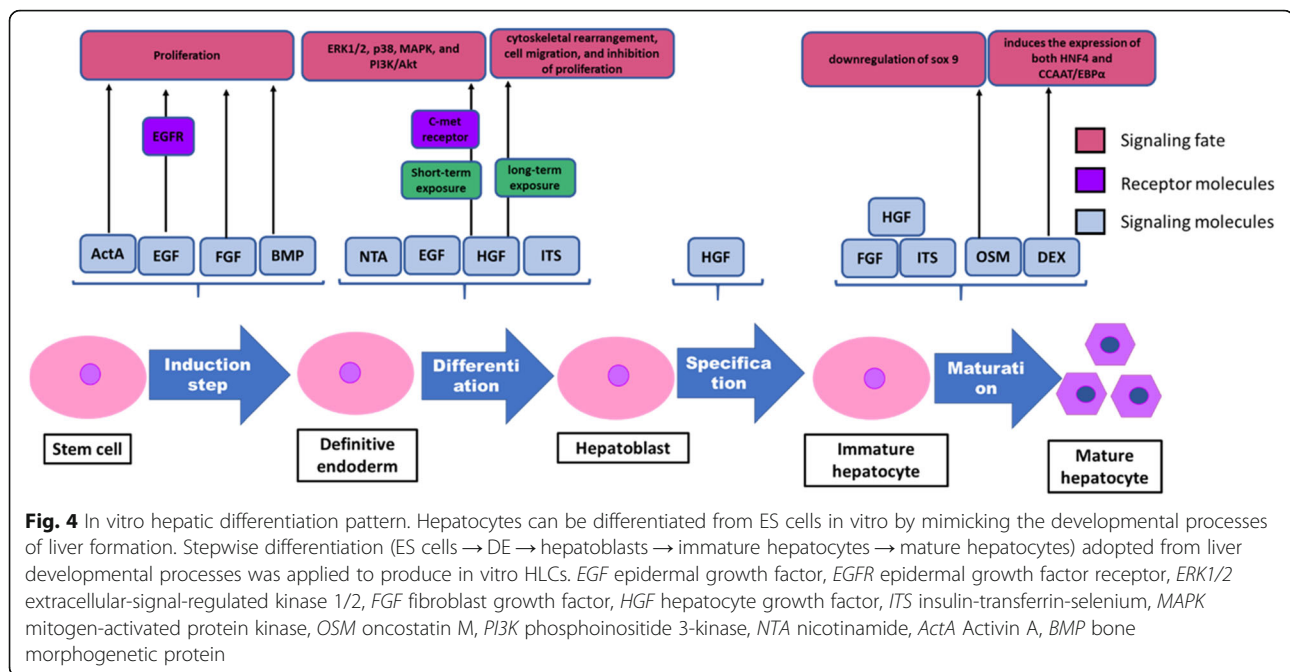 Proliferation
ERK1/2, p38, MAPK, and
PI3K/Akt
cytoskeletal rearrangement,
cell migration, and inhibition
of proliferation
downregulation of sox 9
induces the expression of
both HNF4 and
CCAAT/EBPα
EGFR
C-met
receptor
Short-term
exposure
long-term
exposure
Signaling fate
Receptor molecules
Signaling molecules
ActA
EGF
FGF
BMP
NTA
EGF
HGF
ITS
HGF
HGF
FGF
ITS
OSM
DEX
Induction
step
Differenti
ation
Specifica
tion
Maturati
on
Stem cell
Definitive
endoderm
Hepatoblast
Immature
hepatocyte
Mature
hepatocyte
Fig. 4 In vitro hepatic differentiation pattern. Hepatocytes can be differentiated from ES cells in vitro by mimicking the developmental processes
of liver formation. Stepwise differentiation (ES cells → DE → hepatoblasts → immature hepatocytes → mature hepatocytes) adopted from liver
developmental processes was applied to produce in vitro HLCs. EGF epidermal growth factor, EGFR epidermal growth factor receptor, ERK1/2
extracellular-signal-regulated kinase 1/2, FGF fibroblast growth factor, HGF hepatocyte growth factor, ITS insulin-transferrin-selenium, MAPK
mitogen-activated protein kinase, OSM oncostatin M, PI3K phosphoinositide 3-kinase, NTA nicotinamide, ActA Activin A, BMP bone
morphogenetic protein